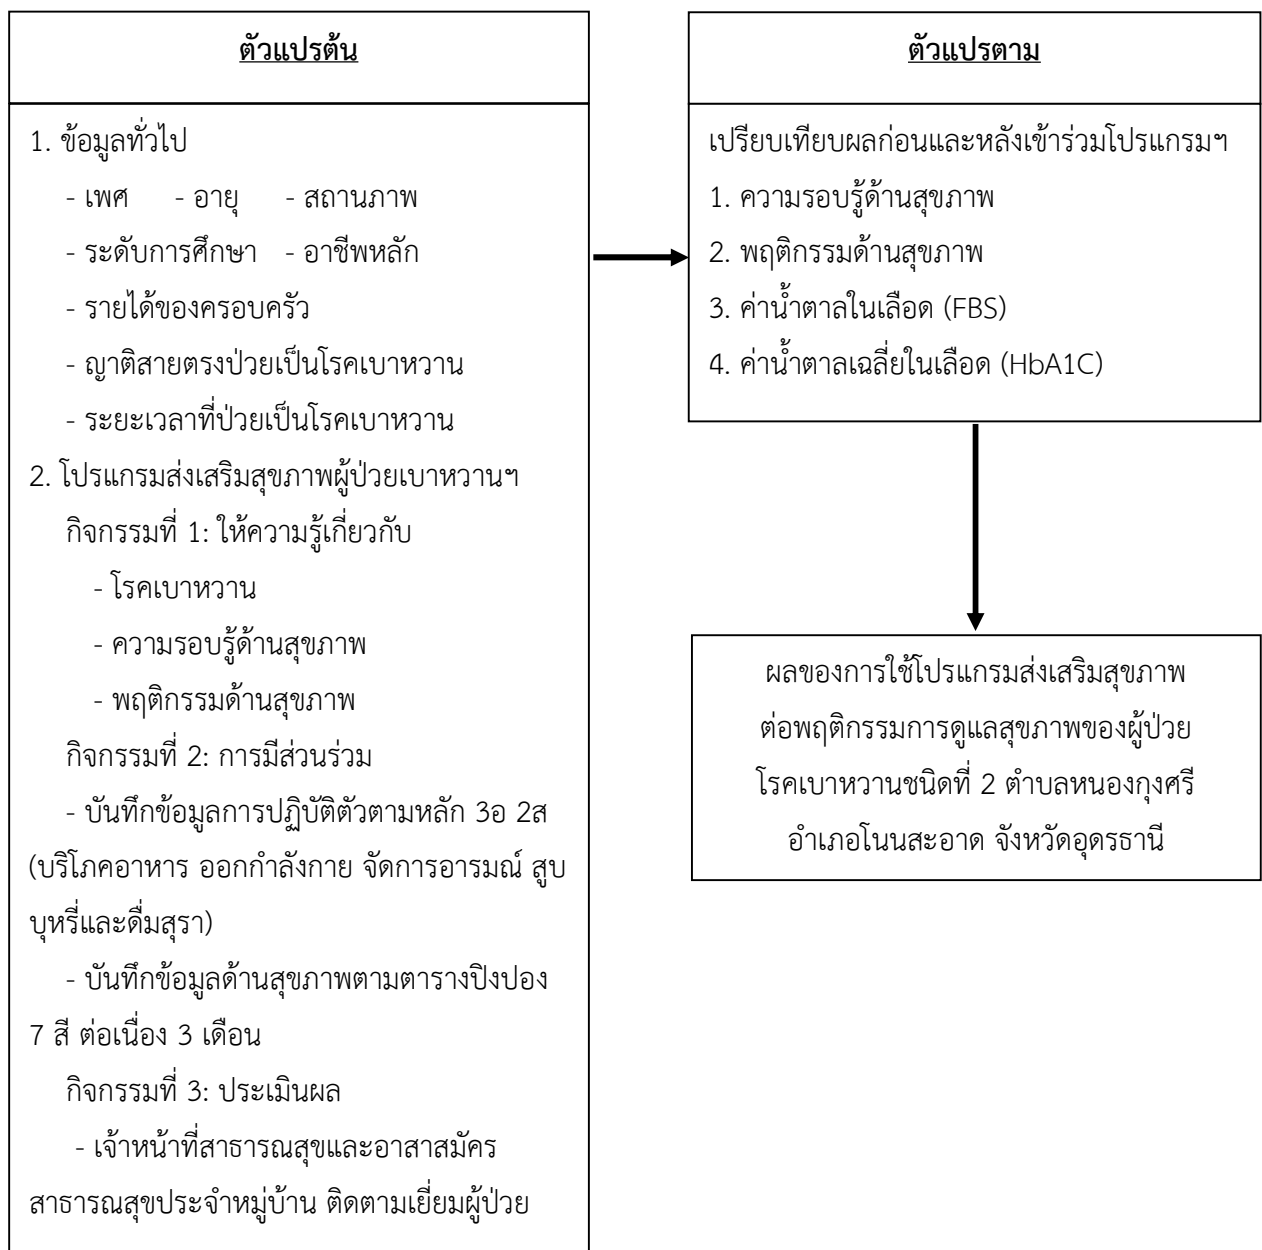 ตัวแปรต้น
1. ข้อมูลทั่วไป
- เพศ - อายุ - สถานภาพ
- ระดับการศึกษา - อาชีพหลัก
- รายได้ของครอบครัว
- ญาติสายตรงป่วยเป็นโรคเบาหวาน
- ระยะเวลาที่ป่วยเป็นโรคเบาหวาน
2. โปรแกรมส่งเสริมสุขภาพผู้ป่วยเบาหวานฯ
กิจกรรมที่ 1: ให้ความรู้เกี่ยวกับ
- โรคเบาหวาน
- ความรอบรู้ด้านสุขภาพ
- พฤติกรรมด้านสุขภาพ
กิจกรรมที่ 2: การมีส่วนร่วม
- บันทึกข้อมูลการปฏิบัติตัวตามหลัก 3อ 2ส
(บริโภคอาหาร ออกกำลังกาย จัดการอารมณ์ สูบ
บุหรี่และดื่มสุรา)
- บันทึกข้อมูลด้านสุขภาพตามตารางปิงปอง
7 สี ต่อเนื่อง 3 เดือน
กิจกรรมที่ 3: ประเมินผล
- เจ้าหน้าที่สาธารณสุขและอาสาสมัคร
สาธารณสุขประจำหมู่บ้าน ติดตามเยี่ยมผู้ป่วย
ตัวแปรตาม
เปรียบเทียบผลก่อนและหลังเข้าร่วมโปรแกรมฯ
1. ความรอบรู้ด้านสุขภาพ
2. พฤติกรรมด้านสุขภาพ
3. ค่าน้ำตาลในเลือด (FBS)
4. ค่าน้ำตาลเฉลี่ยในเลือด (HbA1C)
ผลของการใช้โปรแกรมส่งเสริมสุขภาพ
ต่อพฤติกรรมการดูแลสุขภาพของผู้ป่วย
โรคเบาหวานชนิดที่ 2 ตำบลหนองกุงศรี
อำเภอโนนสะอาด จังหวัดอุดรธานี